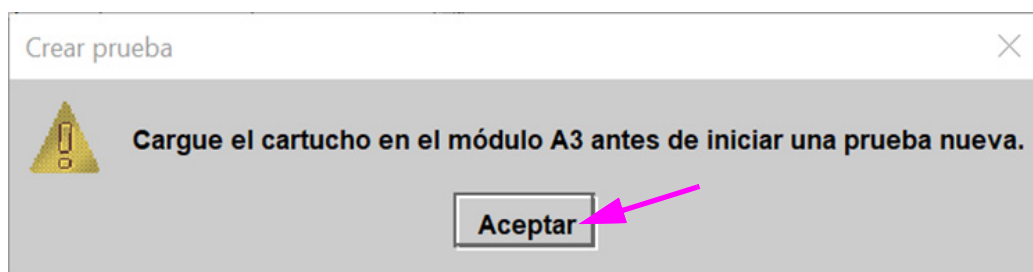 Crear prueba
Cargue el cartucho en el módulo A3 antes de iniciar una prueba nueva.
Aceptar